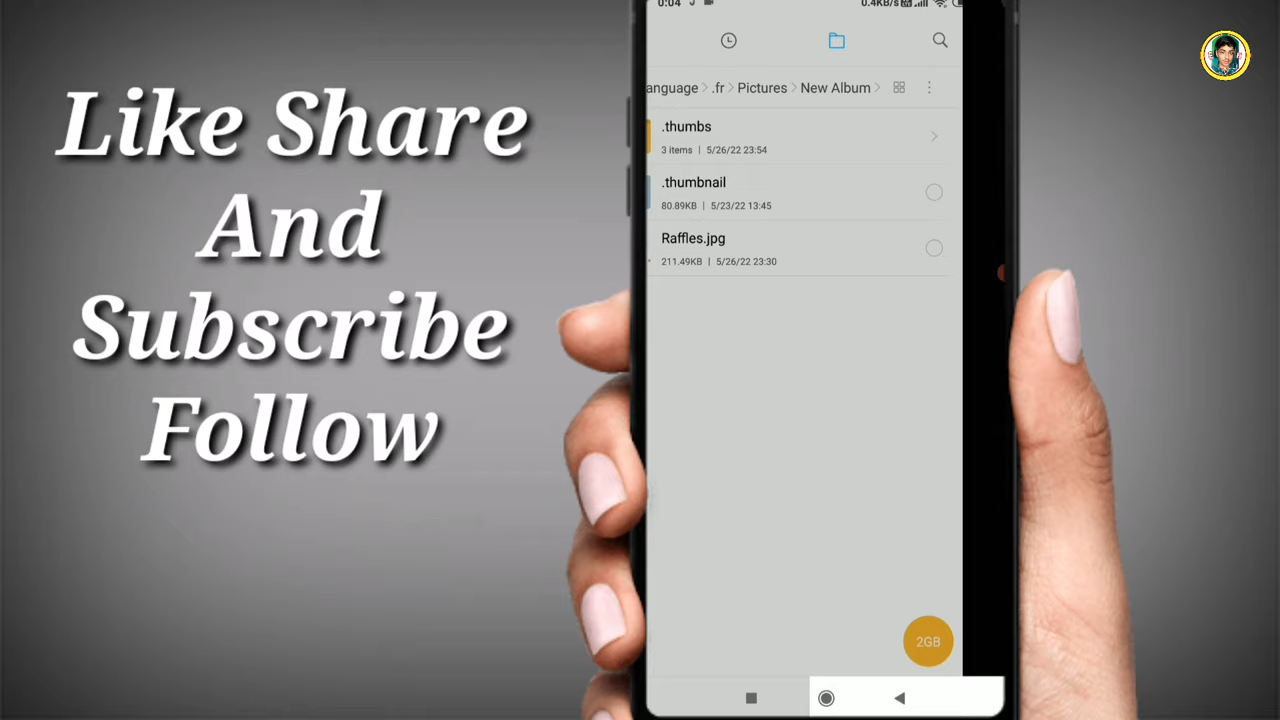 Like Share
And
Subscribe
Follow
0:04
0.4KB/s
anguage > .fr > Pictures > New Album >
.thumbs
3 items | 5/26/22 23:54
.thumbnail
80.89KB | 5/23/22 13:45
Raffles.jpg
211.49KB | 5/26/22 23:30
2GB